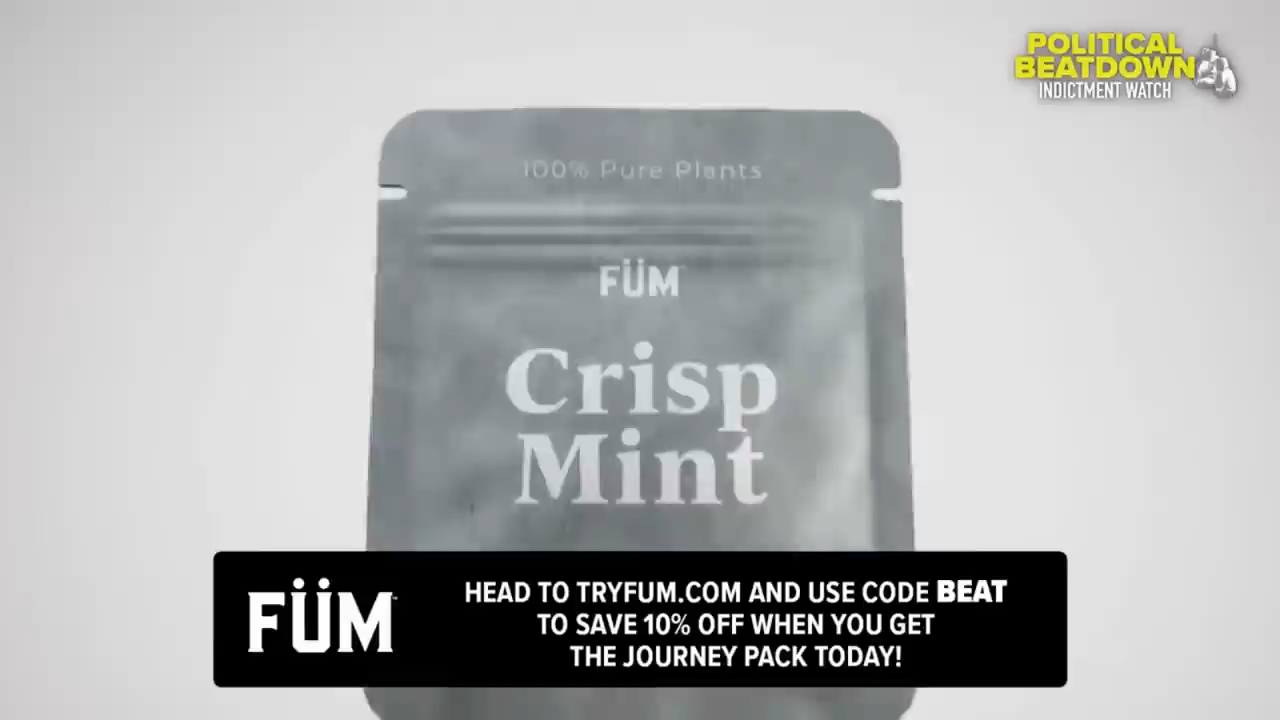 POLITICAL
BEATDOWN
INDICTMENT WATCH
100% Pure Plants
FÜM
Crisp
Mint
FÜM™
HEAD TO TRYFUM.COM AND USE CODE BEAT
TO SAVE 10% OFF WHEN YOU GET
THE JOURNEY PACK TODAY!